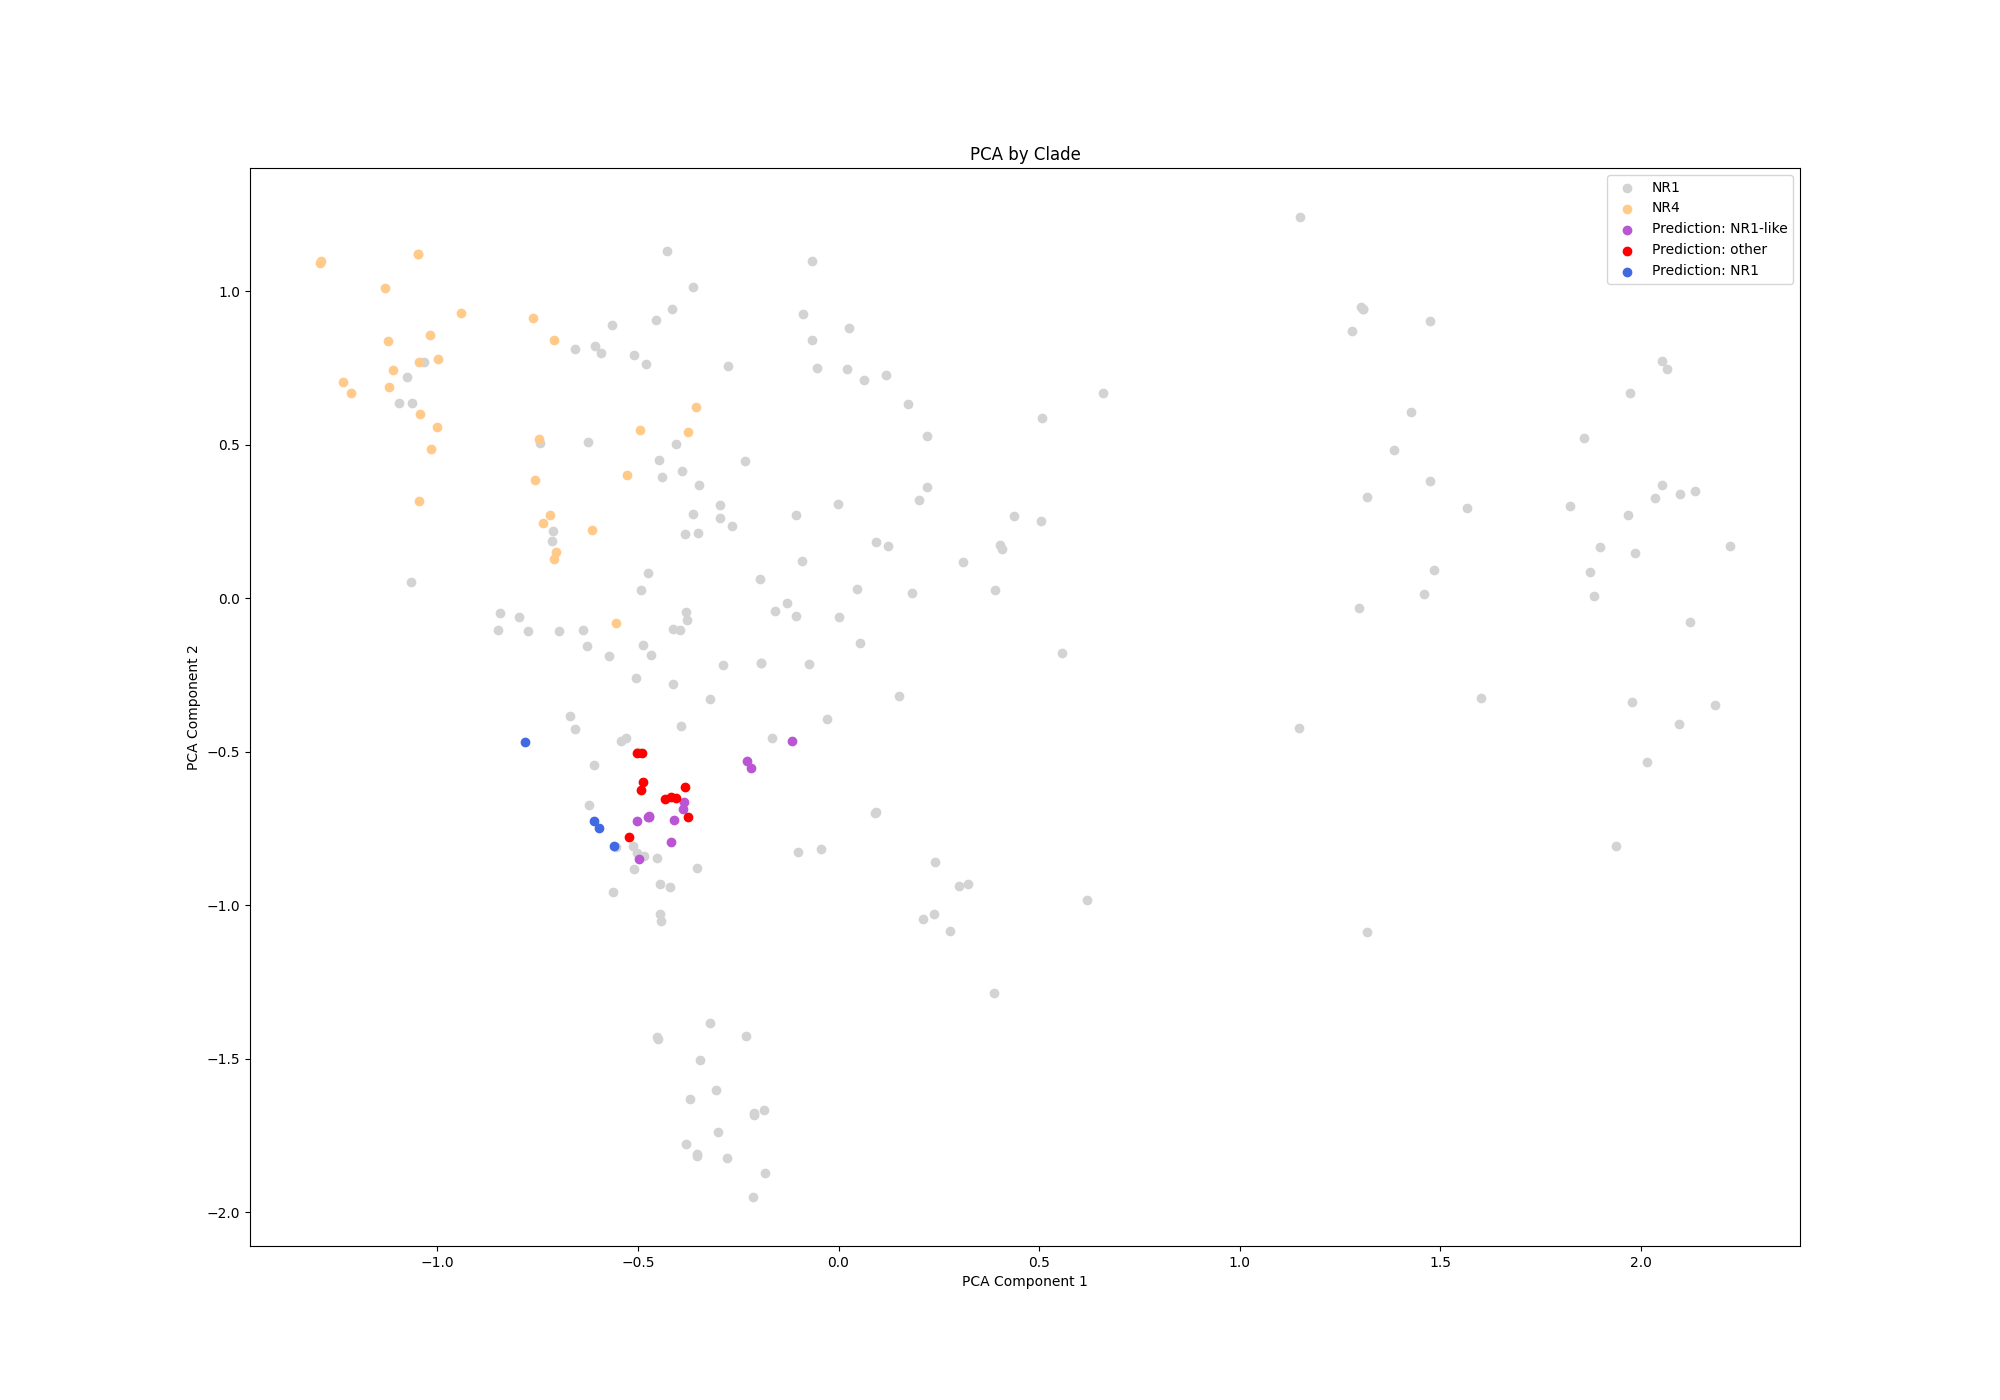 PCA by Clade
NR1
NR4
Prediction: NR1-like
Prediction: other
Prediction: NR1
1.0
0.5
0.0
−0.5
−1.0
−1.5
−2.0
PCA Component 2
−1.0
−0.5
0.0
0.5
1.0
1.5
2.0
PCA Component 1